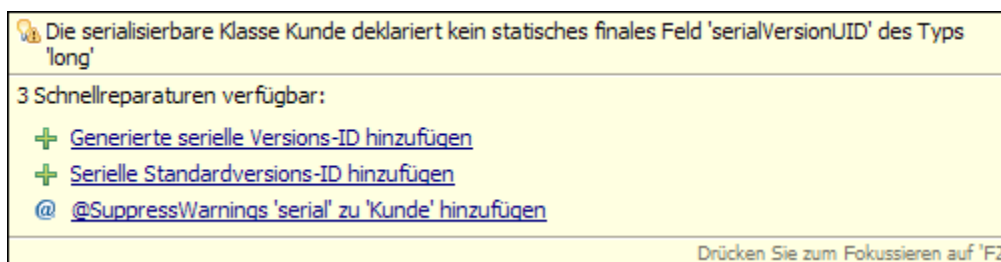 Die serialisierbare Klasse Kunde deklariert kein statisches finales Feld 'serialVersionUID' des Typs
'long'
3 Schnellreparaturen verfügbar:
Generierte serielle Versions-ID hinzufügen
Serielle Standardversions-ID hinzufügen
@ @SuppressWarnings 'serial' zu 'Kunde' hinzufügen
Drücken Sie zum Fokussieren auf 'F2